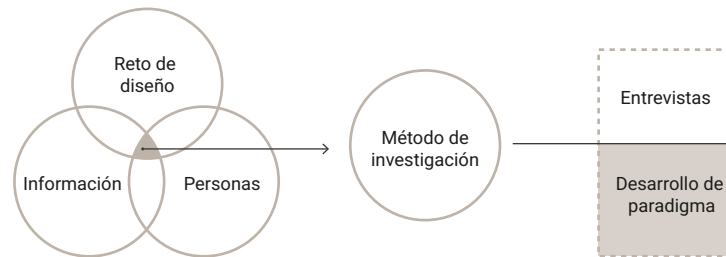 Reto de
diseño
Información
Personas
Método de
investigación
Entrevistas
Desarrollo de
paradigma